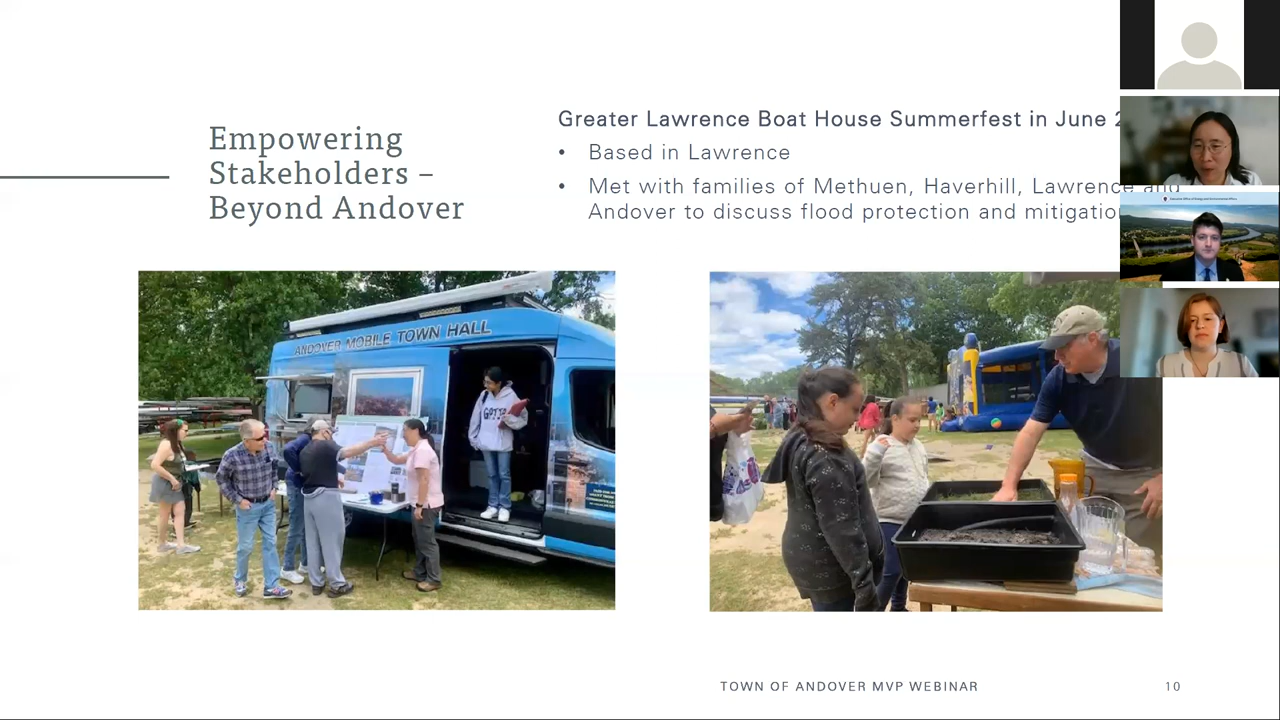 Empowering
Stakeholders –
Beyond Andover
Greater Lawrence Boat House Summerfest in June
• Based in Lawrence
• Met with families of Methuen, Haverhill, Lawrence and
Andover to discuss flood protection and
ANDOVER MOBILE TOWN HALL
TOWN OF ANDOVER MVP WEBINAR
10